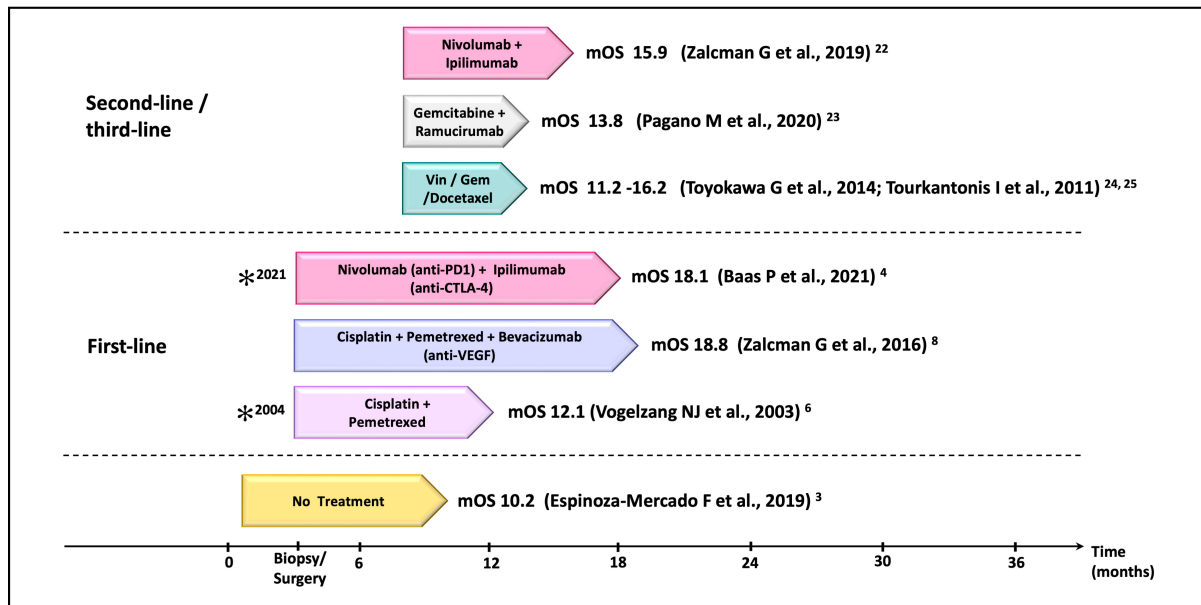 Second-line /
third-line
Nivolumab +
Ipilimumab
mOS 15.9 (Zalcman G et al., 2019) 22
Gemcitabine +
Ramucirumab
mOS 13.8 (Pagano M et al., 2020) 23
Vin / Gem
/Docetaxel
mOS 11.2 -16.2 (Toyokawa G et al., 2014; Tourkantonis I et al., 2011) 24, 25
First-line
*2021
Nivolumab (anti-PD1) + Ipilimumab
(anti-CTLA-4)
mOS 18.1 (Baas P et al., 2021) 4
Cisplatin + Pemetrexed + Bevacizumab
(anti-VEGF)
mOS 18.8 (Zalcman G et al., 2016) 8
*2004
Cisplatin +
Pemetrexed
mOS 12.1 (Vogelzang NJ et al., 2003) 6
No Treatment
mOS 10.2 (Espinoza-Mercado F et al., 2019) 3
0
Biopsy/
Surgery
6
12
18
24
30
36
Time
(months)